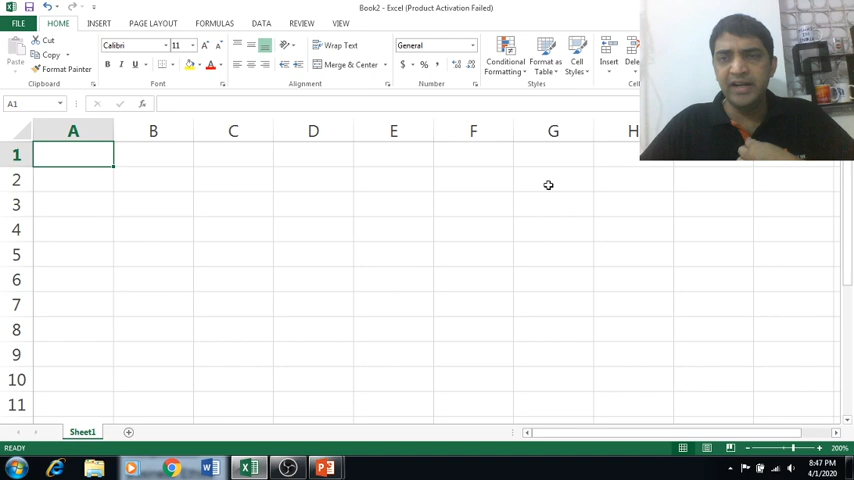 Book2 - Excel (Product Activation Failed)
FILE HOME INSERT PAGE LAYOUT FORMULAS DATA REVIEW VIEW
Cut
Copy
Format Painter
Paste
Clipboard
Calibri 11
B I U
Font
Wrap Text
Merge & Center
Alignment
General
$ % ,
Number
Conditional Formatting
Format as Table
Cell Styles
Styles
Insert
A1
fx
A B C D E F G H
1
2
3
4
5
6
7
8
9
10
11
Sheet1
READY
200%
8:47 PM
4/1/2020